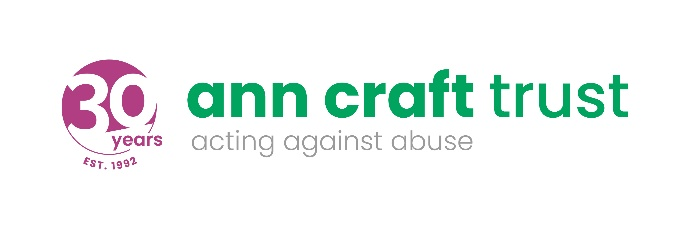 30
years
EST. 1992
ann craft trust
acting against abuse